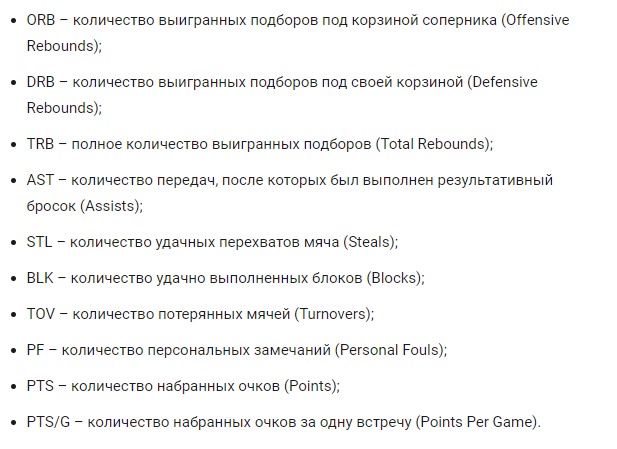 • ORB – количество выигранных подборов под корзиной соперника (Offensive
Rebounds);
• DRB – количество выигранных подборов под своей корзиной (Defensive
Rebounds);
• TRB – полное количество выигранных подборов (Total Rebounds);
• AST – количество передач, после которых был выполнен результативный
бросок (Assists);
• STL – количество удачных перехватов мяча (Steals);
• BLK – количество удачно выполненных блоков (Blocks);
• TOV – количество потерянных мячей (Turnovers);
• PF – количество персональных замечаний (Personal Fouls);
• PTS – количество набранных очков (Points);
• PTS/G – количество набранных очков за одну встречу (Points Per Game).